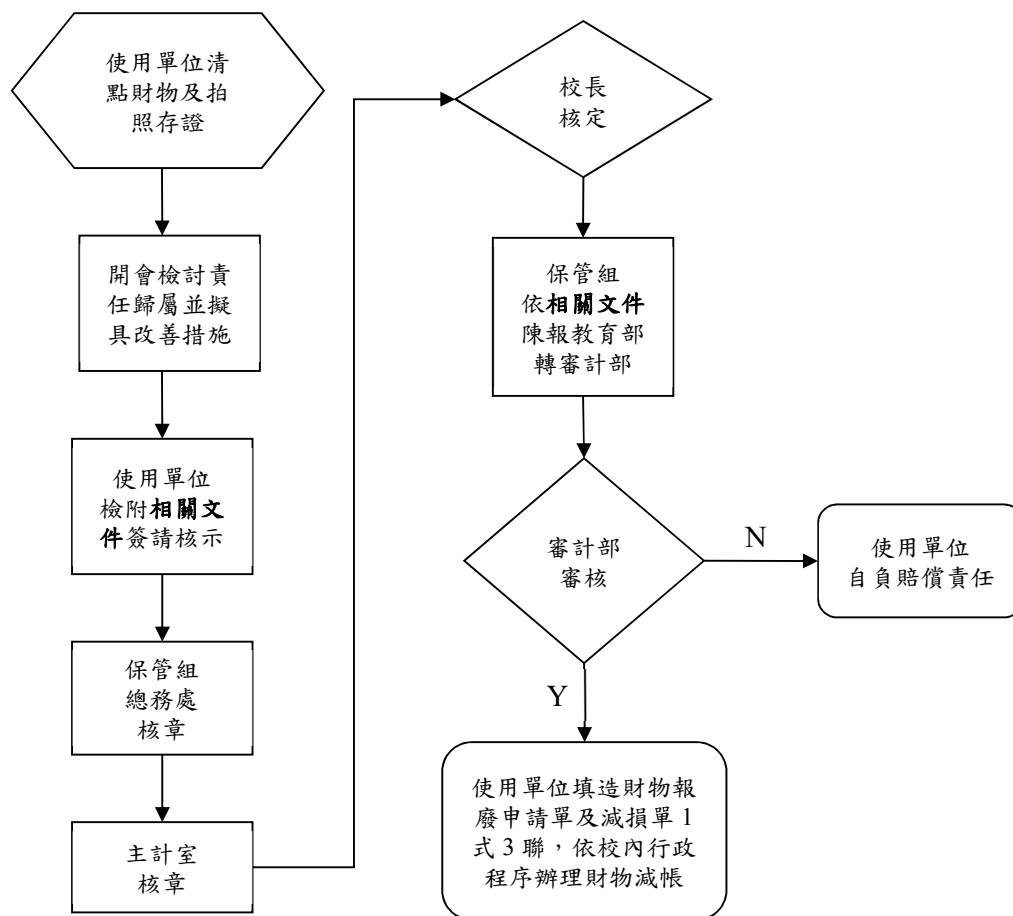 使用單位清
點財物及拍
照存證
開會檢討責
任歸屬並擬
具改善措施
使用單位
檢附相關文
件簽請核示
保管組
總務處
核章
主計室
核章
校長
核定
保管組
依相關文件
陳報教育部
轉審計部
審計部
審核
N
使用單位
自負賠償責任
Y
使用單位填造財物報
廢申請單及減損單 1
式 3 聯，依校內行政
程序辦理財物減帳